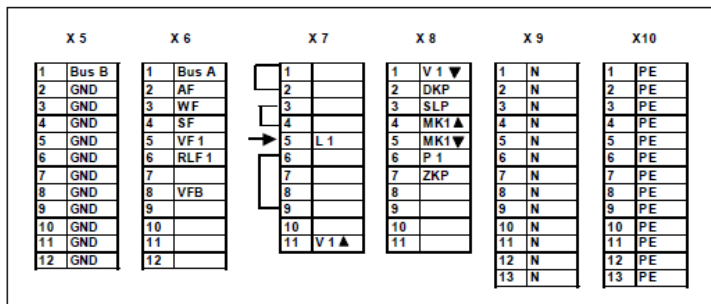 X 5 X 6 X 7 X 8 X 9 X10
1 Bus B 1 Bus A 1 1 V 1 ▼ 1 N 1 PE
2 GND 2 AF 2 2 DKP 2 N 2 PE
3 GND 3 WF 3 3 SLP 3 N 3 PE
4 GND 4 SF 4 4 MK1▲ 4 N 4 PE
5 GND 5 VF 1 5 L 1 5 MK1▼ 5 N 5 PE
6 GND 6 RLF 1 6 6 P 1 6 N 6 PE
7 GND 7 7 7 ZKP 7 N 7 PE
8 GND 8 VFB 8 8 8 N 8 PE
9 GND 9 9 9 9 N 9 PE
10 GND 10 10 10 10 N 10 PE
11 GND 11 11 V 1 ▲ 11 11 N 11 PE
12 GND 12 12 N 12 PE
13 N 13 PE